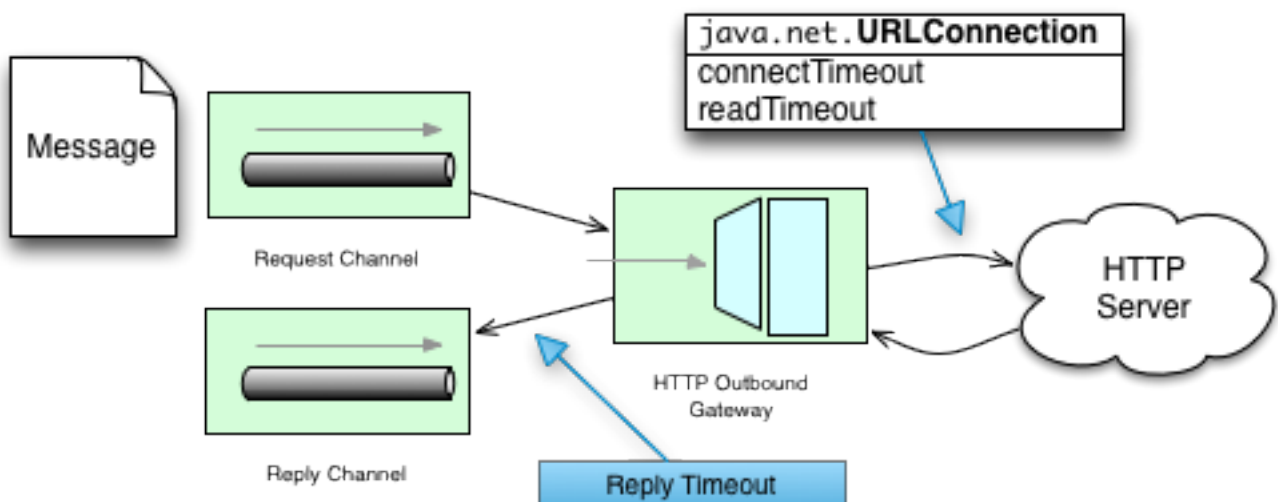 java.net.URLConnection
connectTimeout
readTimeout
Message
Request Channel
HTTP
Server
HTTP Outbound
Gateway
Reply Channel
Reply Timeout